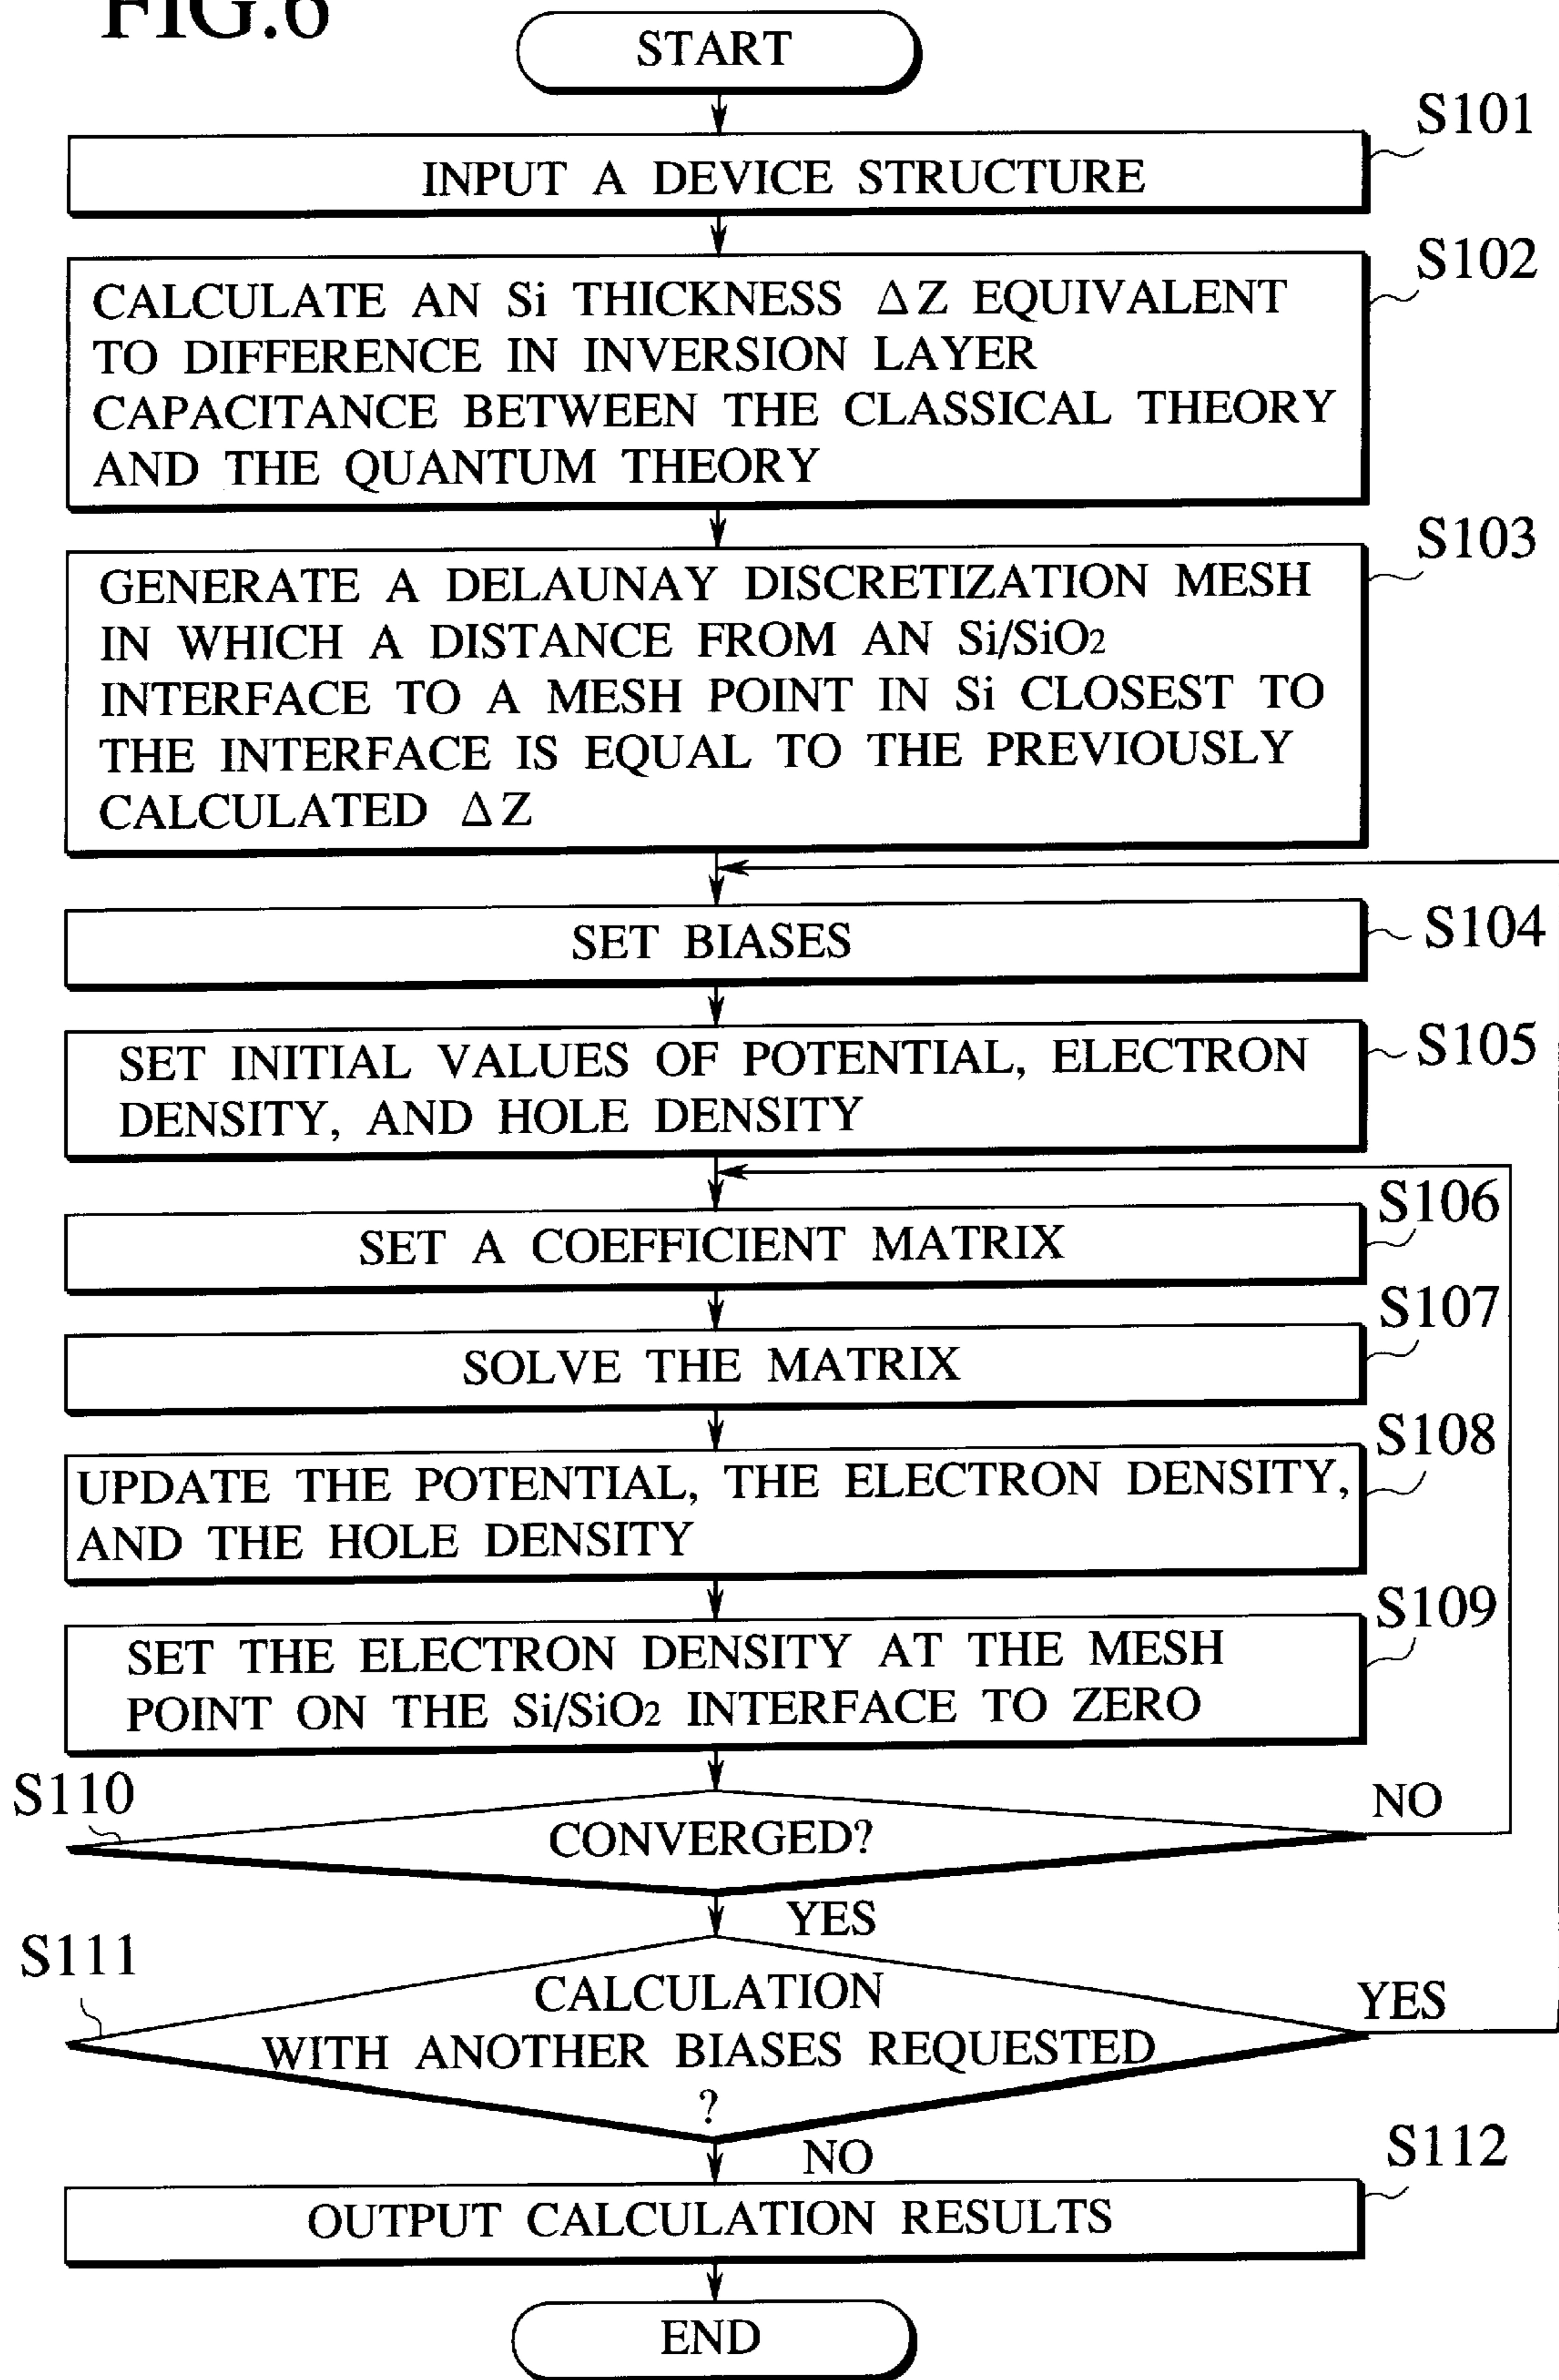 FIG.6
START
S101
INPUT A DEVICE STRUCTURE
S102
CALCULATE AN Si THICKNESS ΔZ EQUIVALENT
TO DIFFERENCE IN INVERSION LAYER
CAPACITANCE BETWEEN THE CLASSICAL THEORY
AND THE QUANTUM THEORY
S103
GENERATE A DELAUNAY DISCRETIZATION MESH
IN WHICH A DISTANCE FROM AN Si/SiO2
INTERFACE TO A MESH POINT IN Si CLOSEST TO
THE INTERFACE IS EQUAL TO THE PREVIOUSLY
CALCULATED ΔZ
SET BIASES
S104
SET INITIAL VALUES OF POTENTIAL, ELECTRON
DENSITY, AND HOLE DENSITY
S105
S106
SET A COEFFICIENT MATRIX
S107
SOLVE THE MATRIX
S108
UPDATE THE POTENTIAL, THE ELECTRON DENSITY,
AND THE HOLE DENSITY
S109
SET THE ELECTRON DENSITY AT THE MESH
POINT ON THE Si/SiO2 INTERFACE TO ZERO
S110
NO
CONVERGED?
YES
S111
CALCULATION
WITH ANOTHER BIASES REQUESTED
?
YES
NO
S112
OUTPUT CALCULATION RESULTS
END